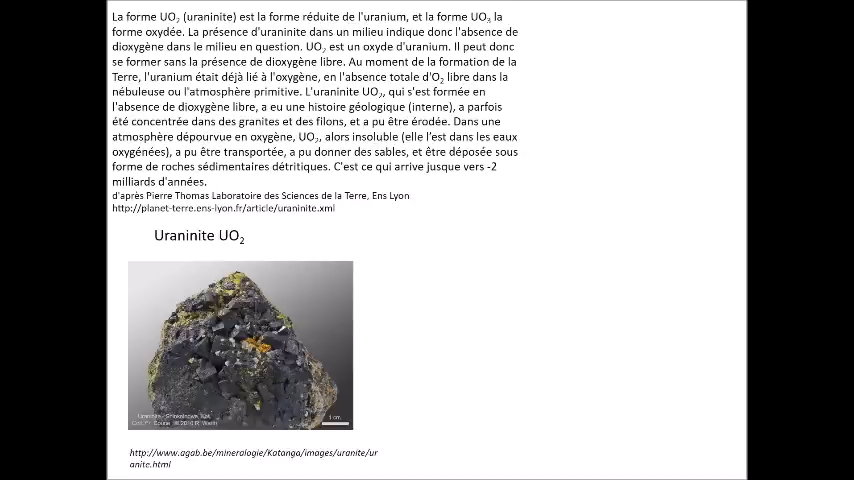 La forme UO₂ (uraninite) est la forme réduite de l'uranium, et la forme UO₃ la
forme oxydée. La présence d'uraninite dans un milieu indique donc l'absence de
dioxygène dans le milieu en question. UO₂ est un oxyde d'uranium. Il peut donc
se former sans la présence de dioxygène libre. Au moment de la formation de la
Terre, l'uranium était déjà lié à l'oxygène, en l'absence totale d'O₂ libre dans la
nébuleuse ou l'atmosphère primitive. L'uraninite UO₂, qui s'est formée en
l'absence de dioxygène libre, a eu une histoire géologique (interne), a parfois
été concentrée dans des granites et des filons, et a pu être érodée. Dans une
atmosphère dépourvue en oxygène, UO₂, alors insoluble (elle l'est dans les eaux
oxygénées), a pu être transportée, a pu donner des sables, et être déposée sous
forme de roches sédimentaires détritiques. C'est ce qui arrive jusque vers -2
milliards d'années.
d'après Pierre Thomas Laboratoire des Sciences de la Terre, Ens Lyon
http://planet-terre.ens-lyon.fr/article/uraninite.xml
Uraninite UO₂
Uraninite - Shinkolobwe,
1 cm
http://www.agab.be/mineralogie/Katanga/images/uranite/ur
anite.html